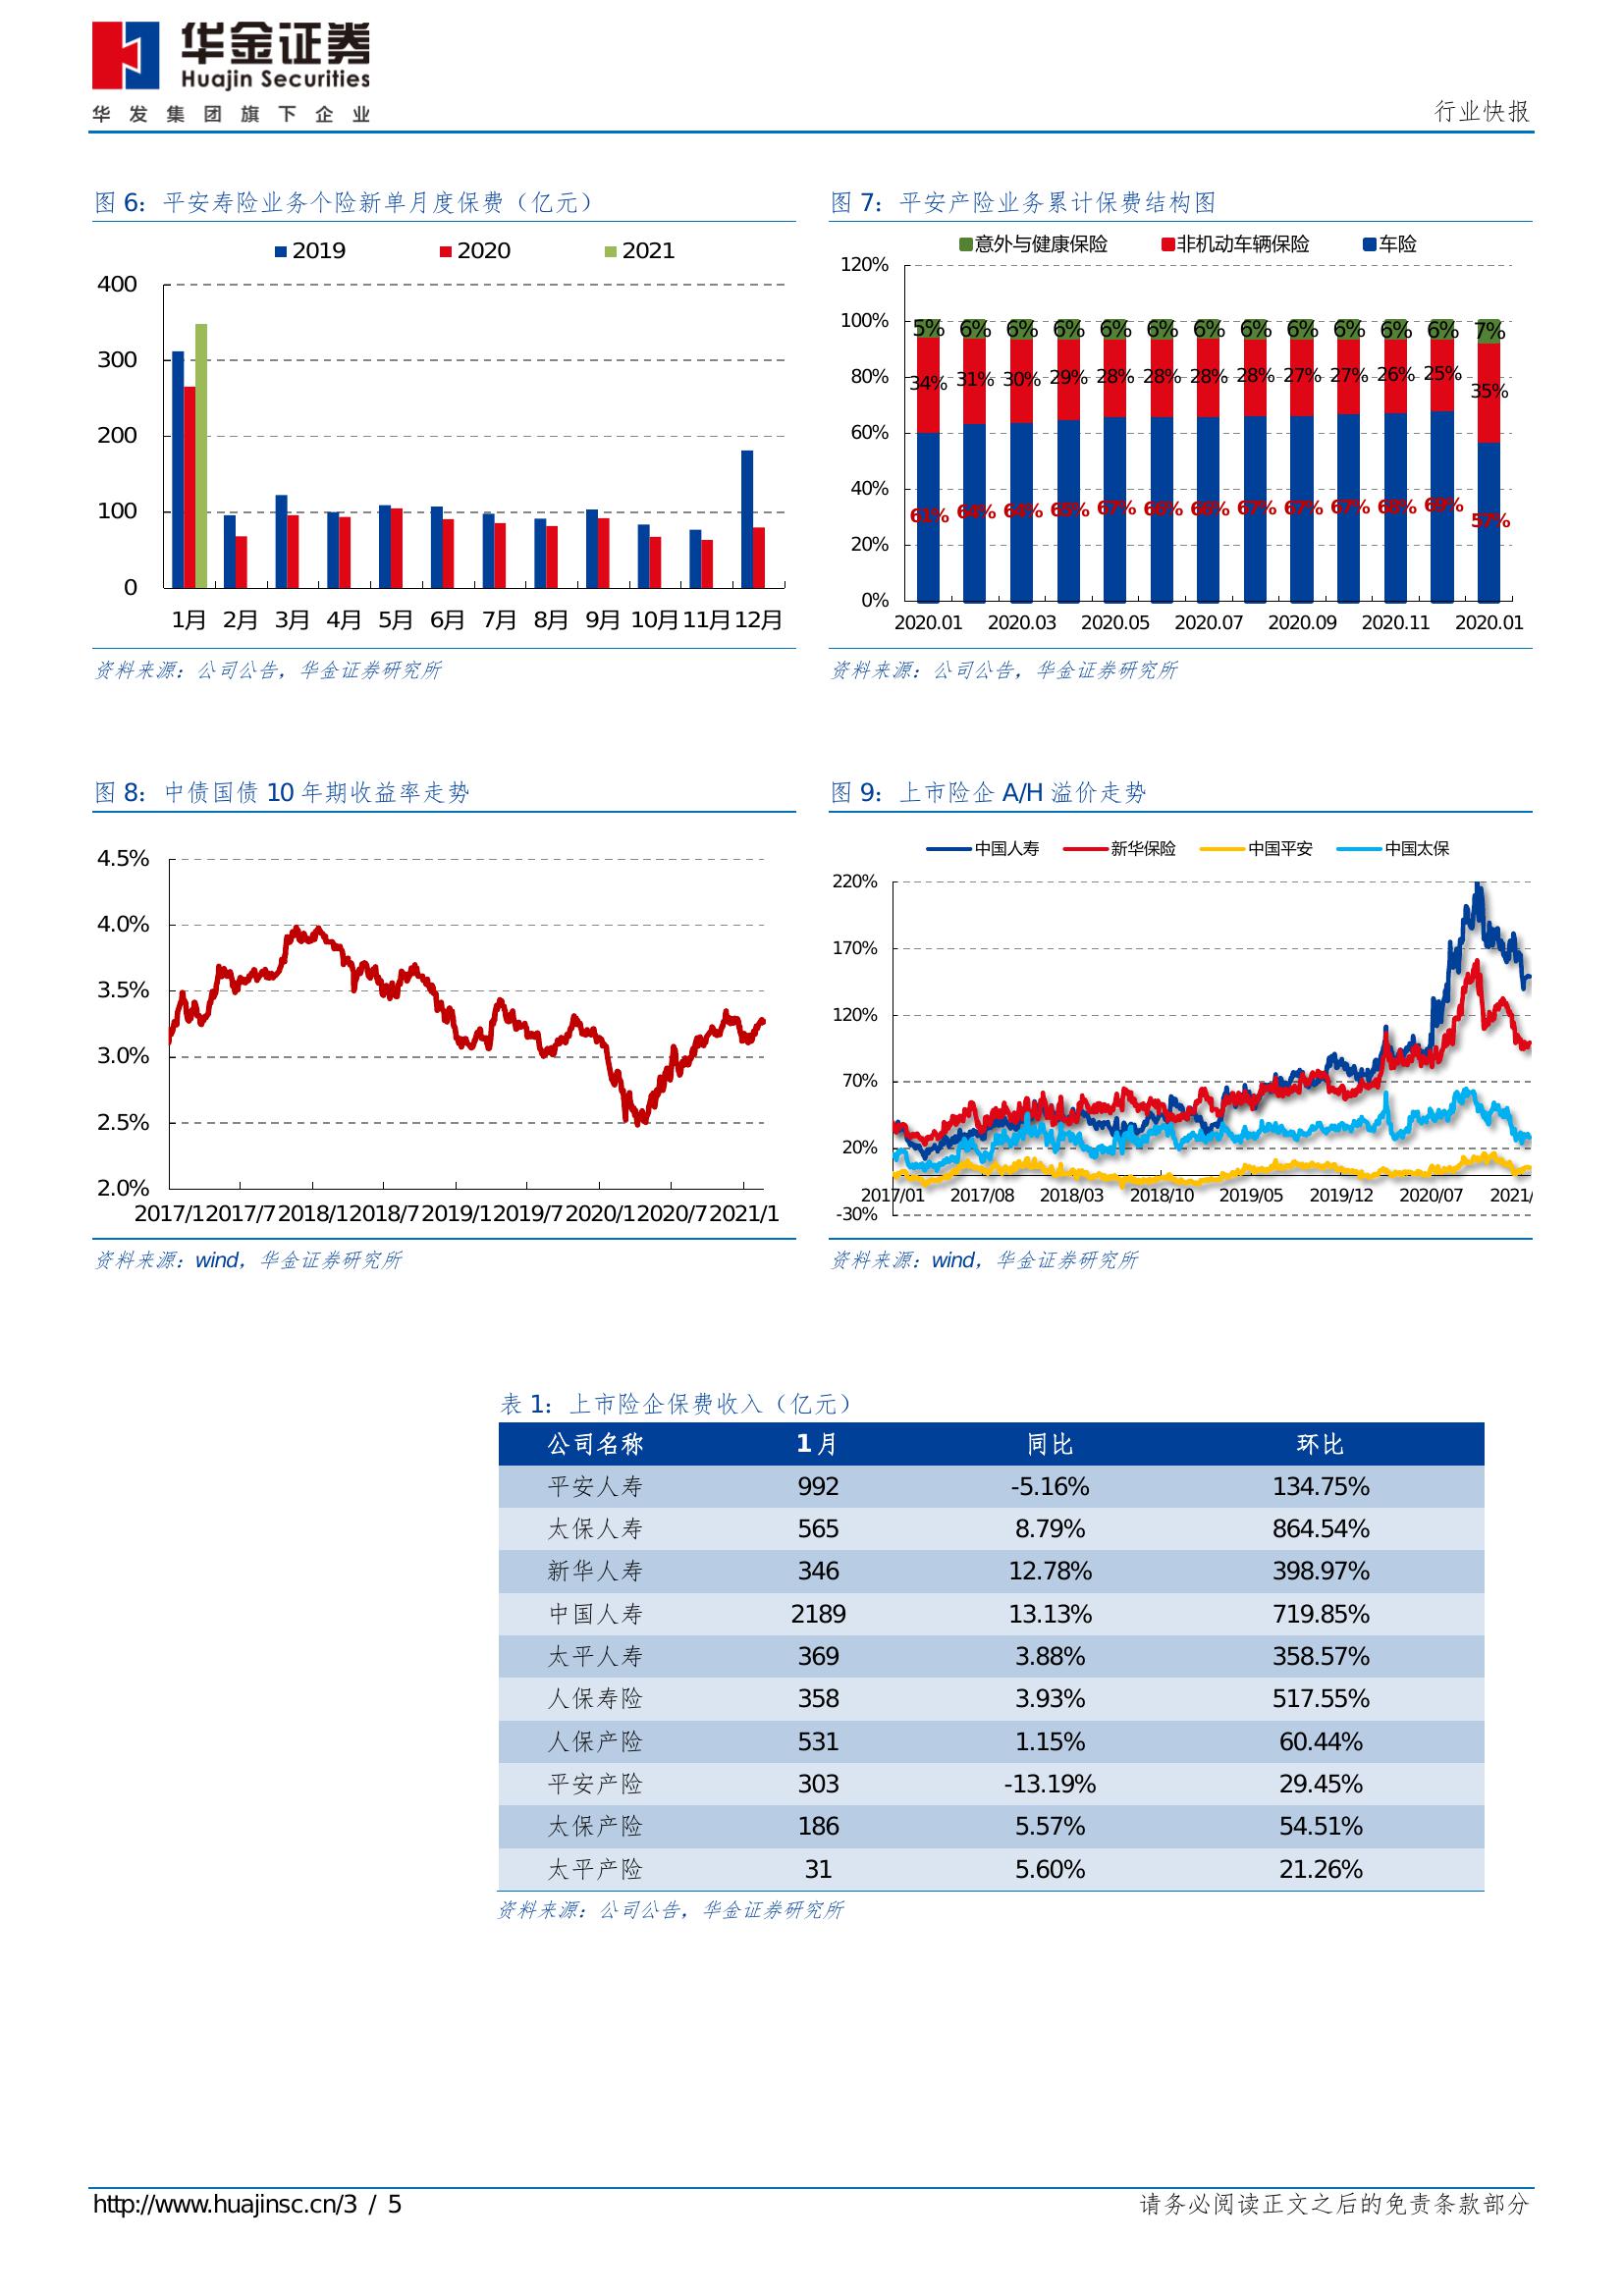 华金证券
Huajin Securities
华发集团旗下企业
行业快报
图 6：平安寿险业务个险新单月度保费（亿元）
2019 2020 2021
400
300
200
100
0
1月 2月 3月 4月 5月 6月 7月 8月 9月 10月 11月 12月
资料来源：公司公告，华金证券研究所
图 7：平安产险业务累计保费结构图
意外与健康保险 非机动车辆保险 车险
120%
100%
80%
60%
40%
20%
0%
5% 6% 6% 6% 6% 6% 6% 6% 6% 6% 6% 6% 7%
34% 31% 30% 29% 28% 28% 28% 28% 27% 27% 26% 25% 35%
61% 64% 64% 65% 67% 66% 66% 67% 67% 67% 68% 69% 57%
2020.01 2020.03 2020.05 2020.07 2020.09 2020.11 2020.01
资料来源：公司公告，华金证券研究所
图 8：中债国债 10 年期收益率走势
4.5%
4.0%
3.5%
3.0%
2.5%
2.0%
2017/1 2017/7 2018/1 2018/7 2019/1 2019/7 2020/1 2020/7 2021/1
资料来源：wind，华金证券研究所
图 9：上市险企 A/H 溢价走势
中国人寿 新华保险 中国平安 中国太保
220%
170%
120%
70%
20%
-30%
2017/01 2017/08 2018/03 2018/10 2019/05 2019/12 2020/07 2021/
资料来源：wind，华金证券研究所
表 1：上市险企保费收入（亿元）
公司名称 1 月 同比 环比
平安人寿 992 -5.16% 134.75%
太保人寿 565 8.79% 864.54%
新华人寿 346 12.78% 398.97%
中国人寿 2189 13.13% 719.85%
太平人寿 369 3.88% 358.57%
人保寿险 358 3.93% 517.55%
人保产险 531 1.15% 60.44%
平安产险 303 -13.19% 29.45%
太保产险 186 5.57% 54.51%
太平产险 31 5.60% 21.26%
资料来源：公司公告，华金证券研究所
http://www.huajinsc.cn/3 / 5
请务必阅读正文之后的免责条款部分